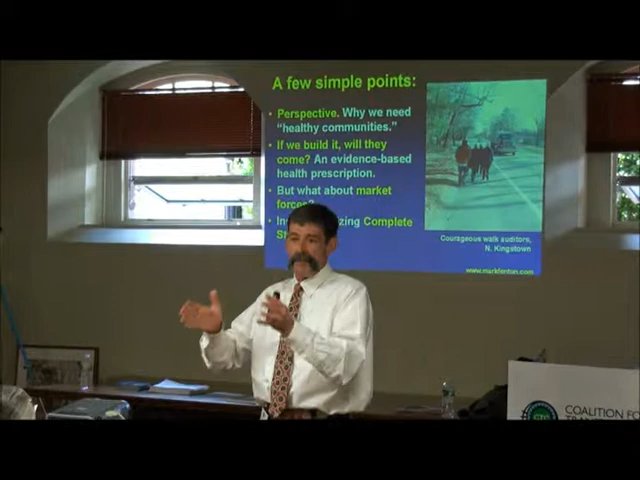 A few simple points:
• Perspective. Why we need
"healthy communities."
• If we build it, will they
come? An evidence-based
health prescription.
• But what about market
forces?
Complete
Courageous walk auditors,
N. Kingstown
www.markfenton.com
COALITION FO